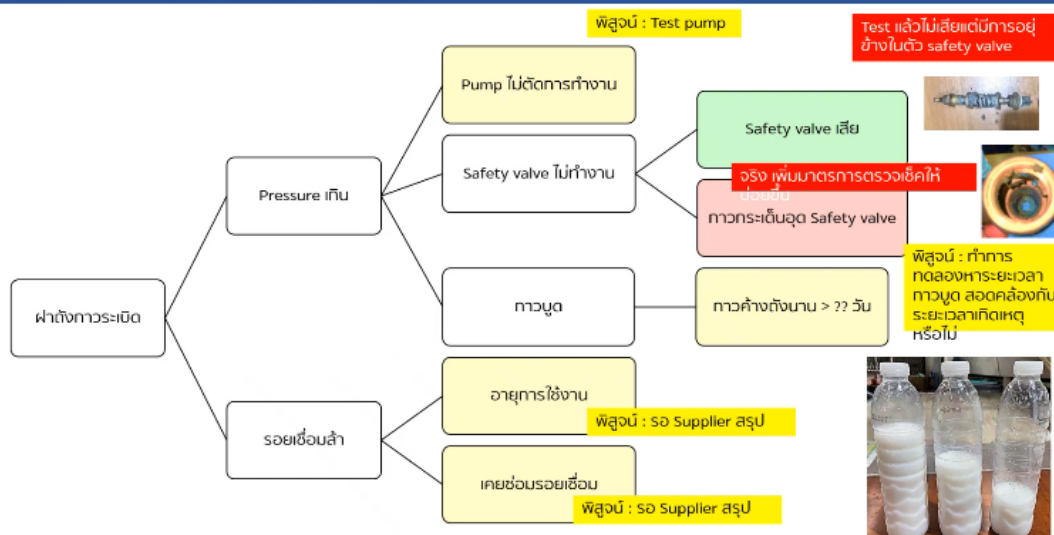 พิสูจน์ : Test pump
Test แล้วไม่เสียแต่มีการอยู่
ข้างในตัว safety valve
Pump ไม่ตัดการทำงาน
Safety valve เสีย
Safety valve ไม่ทำงาน
จริง เพิ่มมาตรการตรวจเช็คให้
บ่อยขึ้น
Pressure เกิน
กาวกระเด็นอุด Safety valve
พิสูจน์ : ทำการ
ทดลองหาระยะเวลา
กาวบูด สอดคล้องกับ
ระยะเวลาเกิดเหตุ
หรือไม่
ฝาถังกาวระเบิด
กาวบูด
กาวค้างถังนาน > ?? วัน
อายุการใช้งาน
พิสูจน์ : รอ Supplier สรุป
รอยเชื่อมล้า
เคยซ่อมรอยเชื่อม
พิสูจน์ : รอ Supplier สรุป